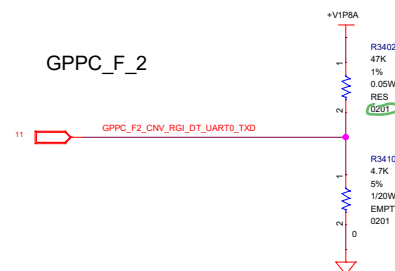 +V1P8A
GPPC_F_2
R3402
47K
1%
0.05W
RES
0201
1
2
11
GPPC_F2_CNV_RGI_DT_UART0_TXD
R3410
4.7K
5%
1/20W
EMPT
0201
1
2
0